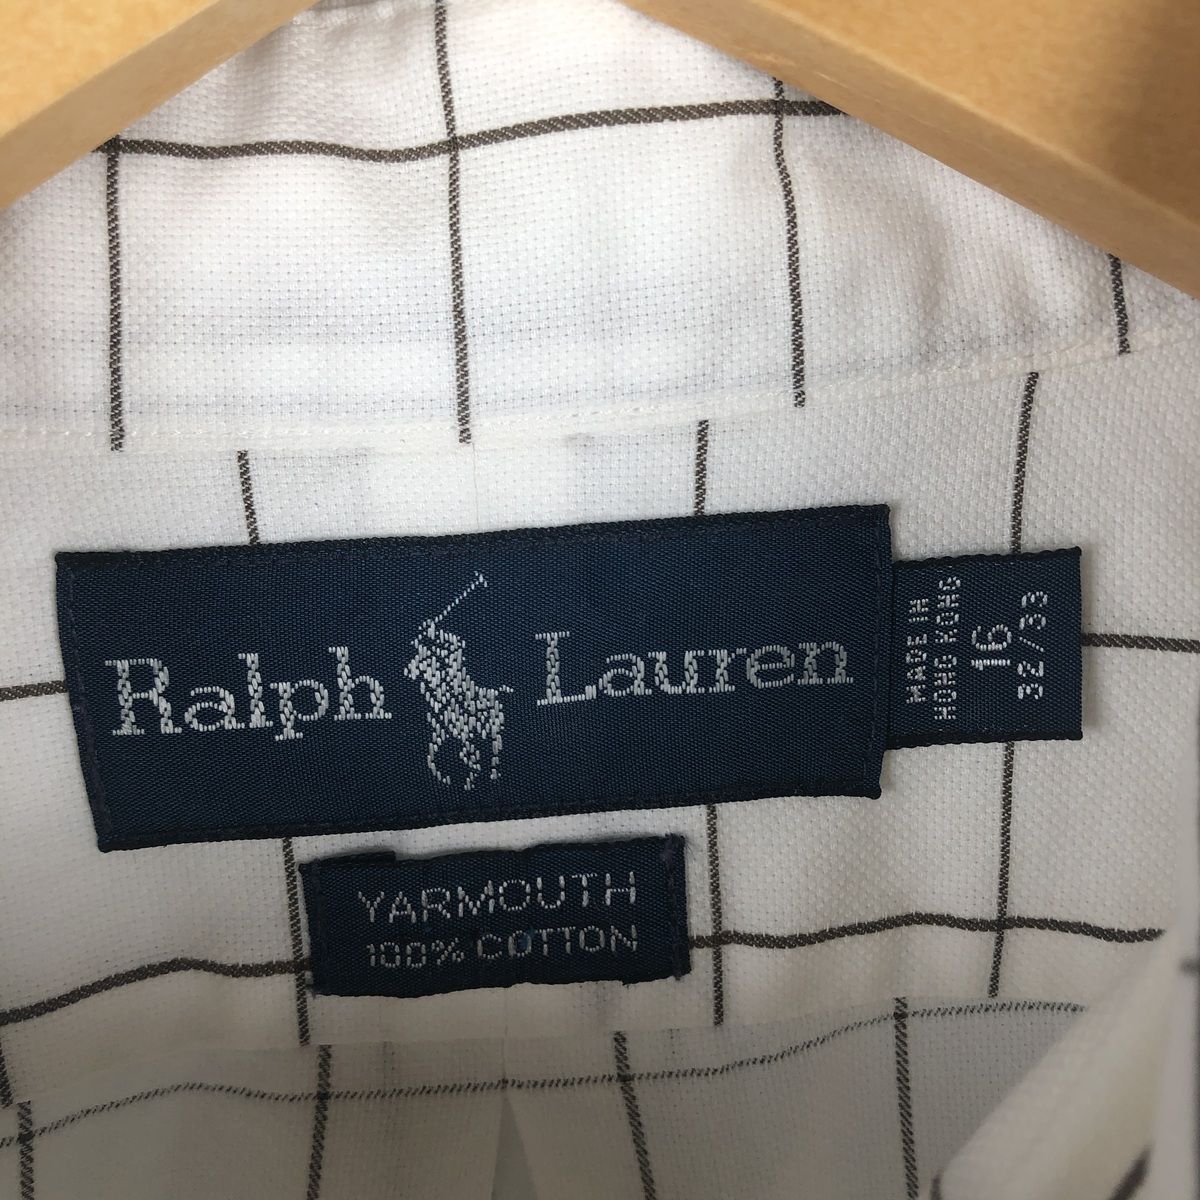 Ralph Lauren
MADE IN
HONG KONG
16
32/33
YARMOUTH
100% COTTON